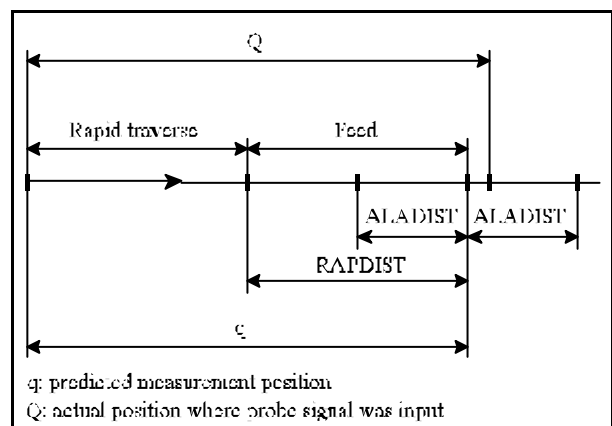 Q
Rapid traverse Feed
ALADIST ALADIST
RAPDIST
q
q: predicted measurement position
Q: actual position where probe signal was input